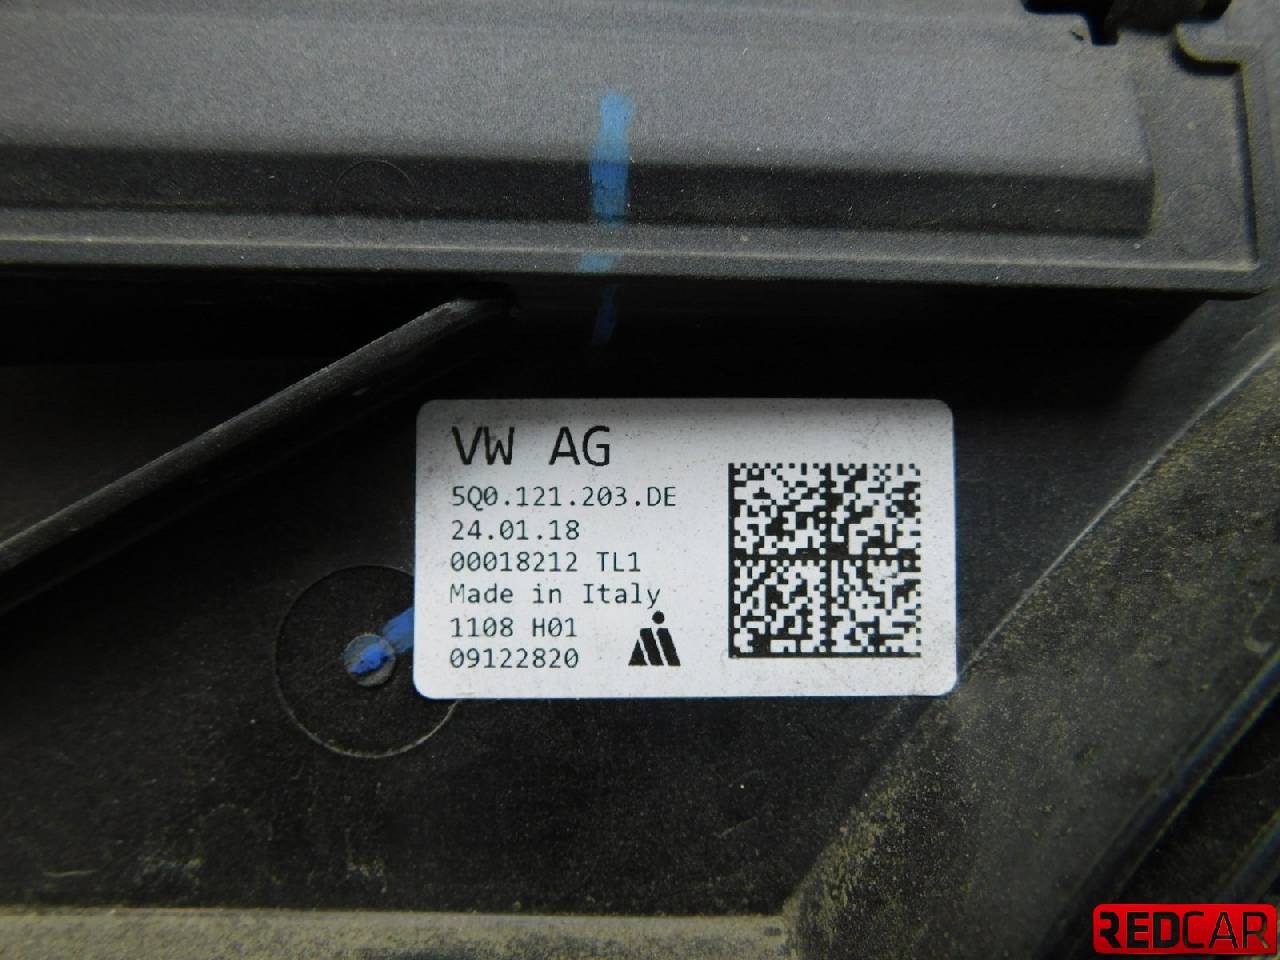 VW AG
5Q0.121.203.DE
24.01.18
00018212 TL1
Made in Italy
1108 H01
09122820
REDCAR